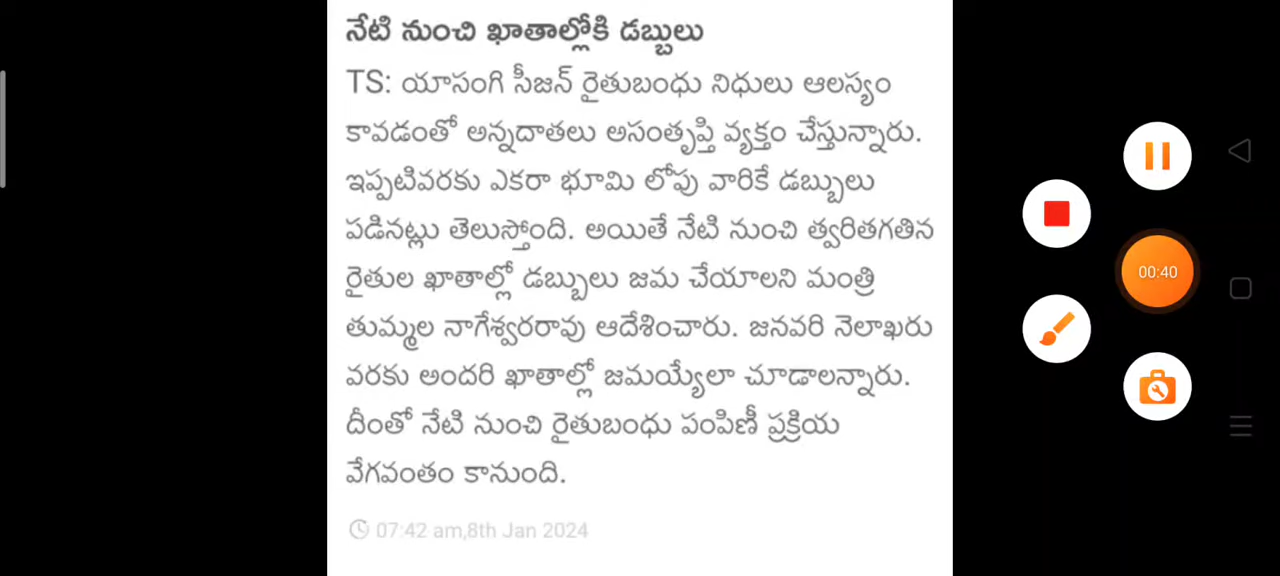 నేటి నుంచి ఖాతాల్లోకి డబ్బులు
TS: యాసంగి సీజన్ రైతుబంధు నిధులు ఆలస్యం
కావడంతో అన్నదాతలు అసంతృప్తి వ్యక్తం చేస్తున్నారు.
ఇప్పటివరకు ఎకరా భూమి లోపు వారికే డబ్బులు
పడినట్లు తెలుస్తోంది. అయితే నేటి నుంచి త్వరితగతిన
రైతుల ఖాతాల్లో డబ్బులు జమ చేయాలని మంత్రి
తుమ్మల నాగేశ్వరరావు ఆదేశించారు. జనవరి నెలాఖరు
వరకు అందరి ఖాతాల్లో జమయ్యేలా చూడాలన్నారు.
దీంతో నేటి నుంచి రైతుబంధు పంపిణీ ప్రక్రియ
వేగవంతం కానుంది.
07:42 am,8th Jan 2024
00:40